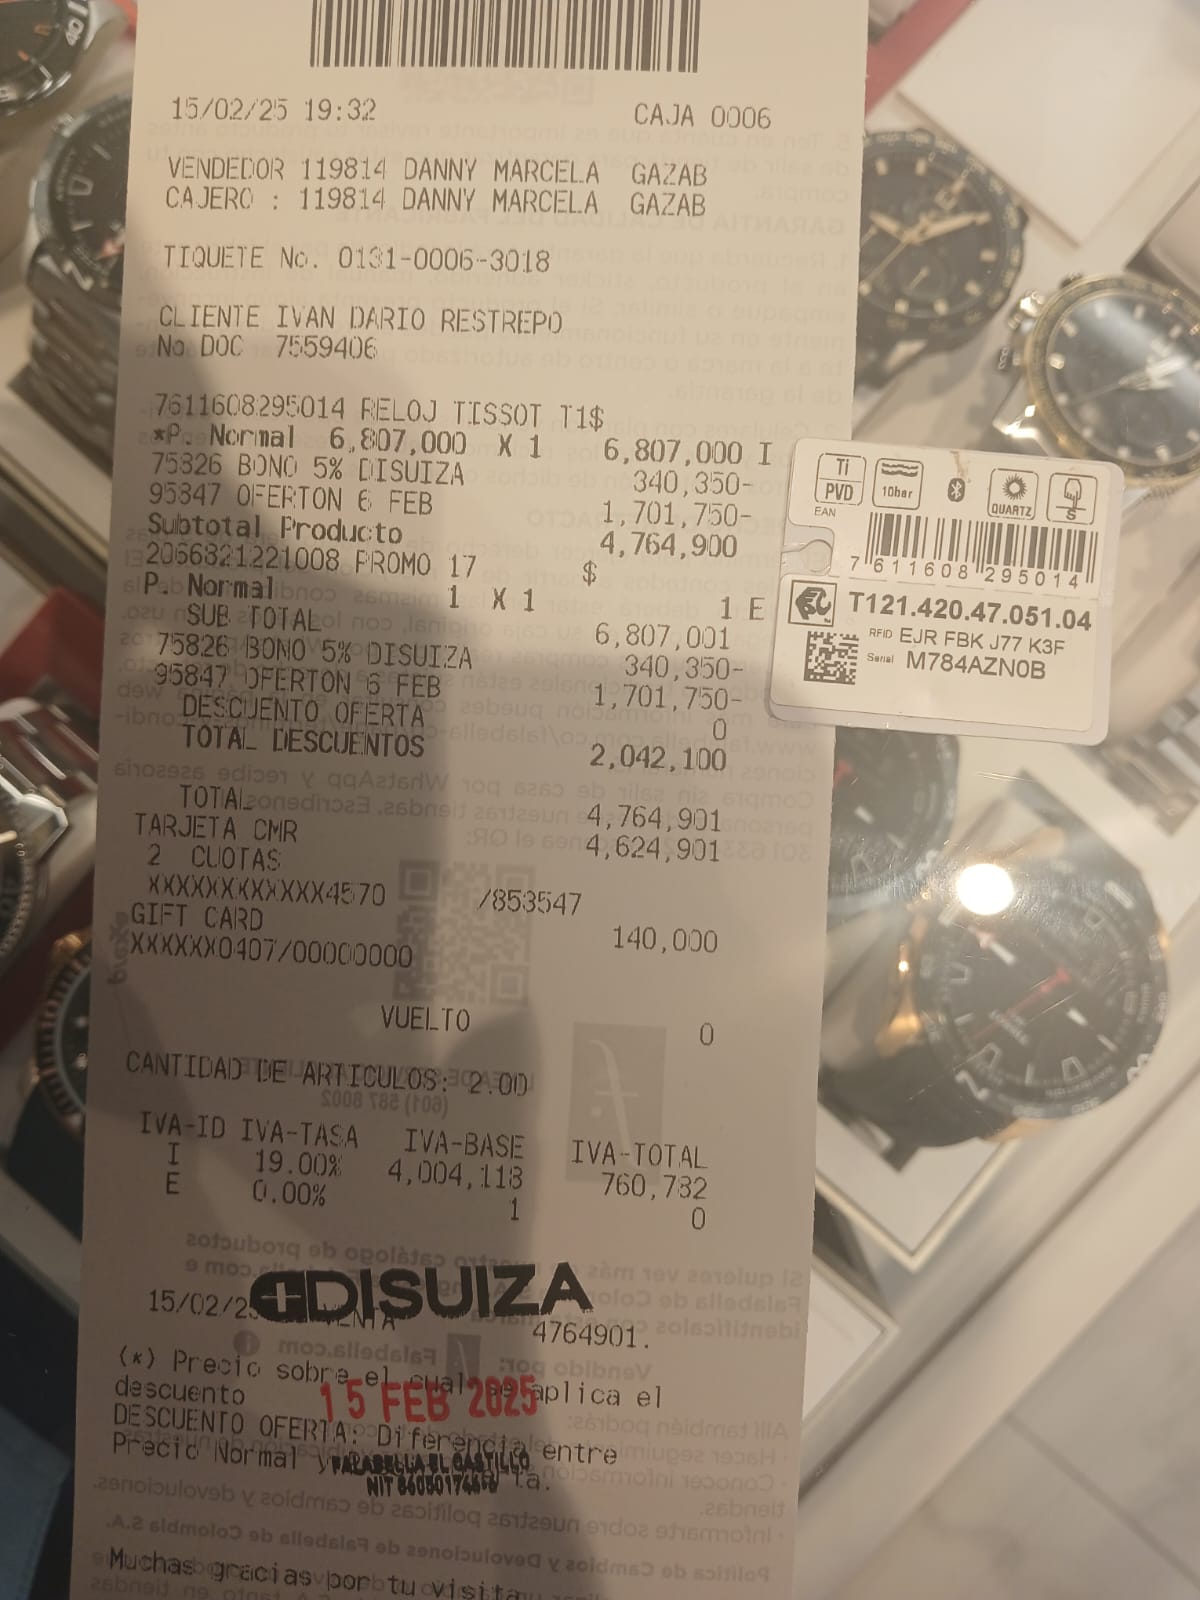 15/02/25 19:32 CAJA 0006
VENDEDOR 119814 DANNY MARCELA GAZAB
CAJERO : 119814 DANNY MARCELA GAZAB
TIQUETE No. 0131-0006-3018
CLIENTE IVAN DARIO RESTREPO
No DOC 7559406
7611608295014 RELOJ TISSOT T1$
*P. Normal 6,807,000 X 1 6,807,000 I
75826 BONO 5% DISUIZA 340,350-
95847 OFERTON 6 FEB 1,701,750-
Subtotal Producto 4,764,900
2066821221008 PROMO 17 $
P. Normal 1 X 1 1 E
SUB TOTAL 6,807,001
75826 BONO 5% DISUIZA 340,350-
95847 OFERTON 6 FEB 1,701,750-
DESCUENTO OFERTA 0
TOTAL DESCUENTOS 2,042,100
TOTAL 4,764,901
TARJETA CMR 4,624,901
2 CUOTAS
XXXXXXXXXXXX4570 /853547
GIFT CARD 140,000
XXXXXX0407/00000000
VUELTO 0
CANTIDAD DE ARTICULOS: 2.00
IVA-ID IVA-TASA IVA-BASE IVA-TOTAL
I 19.00% 4,004,118 760,782
E 0.00% 1 0
DISUIZA
15/02/25 VENTA 4764901.
(*) Precio sobre el cual se aplica el
descuento
15 FEB 2025
DESCUENTO OFERTA: Diferencia entre
Precio Normal y
FALABELLA EL CASTILLO
NIT
Muchas gracias por tu visita
Ti
PVD
10bar
QUARTZ
S
EAN
7 611608 295014
T121.420.47.051.04
RFID EJR FBK J77 K3F
Serial M784AZN0B